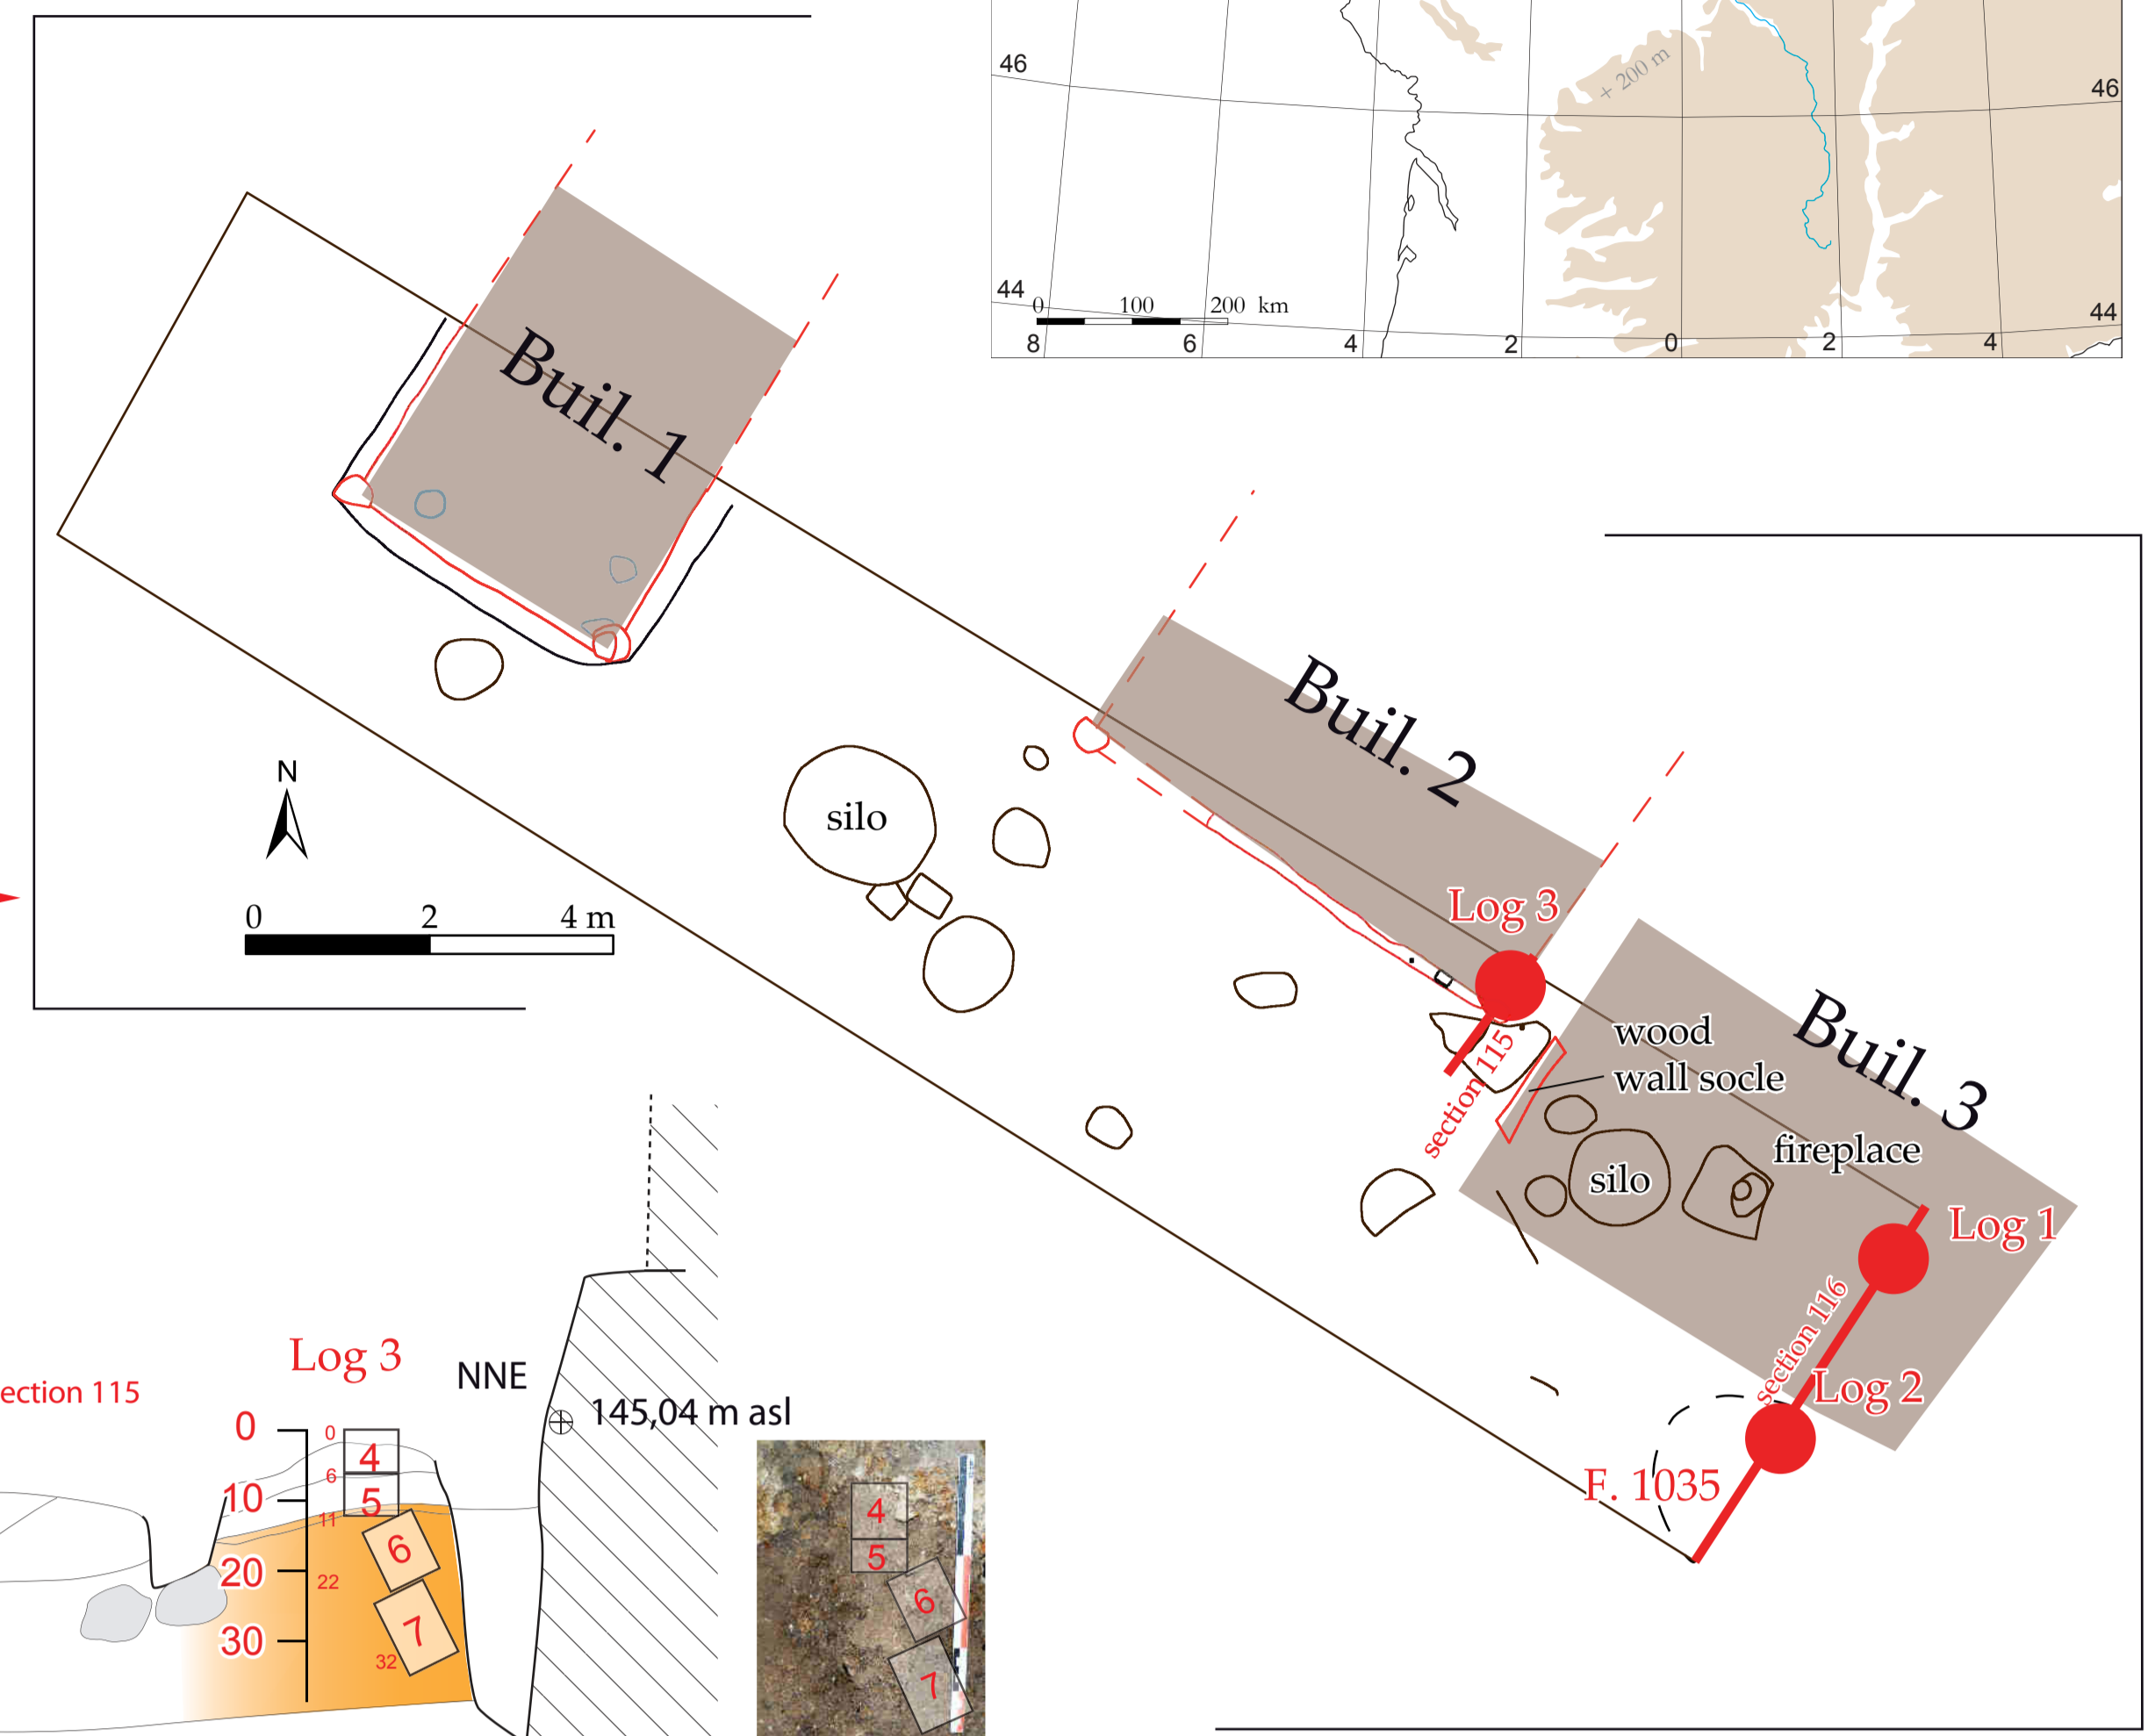 46
+ 200 m
46
44
0 100 200 km
44
8 6 4 2 0 2 4
Buil. 1
Buil. 2
N
silo
0 2 4 m
Log 3
section 115
wood
wall socle
Buil. 3
silo
fireplace
Log 1
section 116
Log 2
F. 1035
Log 3
NNE
ection 115
145,04 m asl
0
10
20
30
0
6
11
22
32
4
5
6
7
4
5
6
7